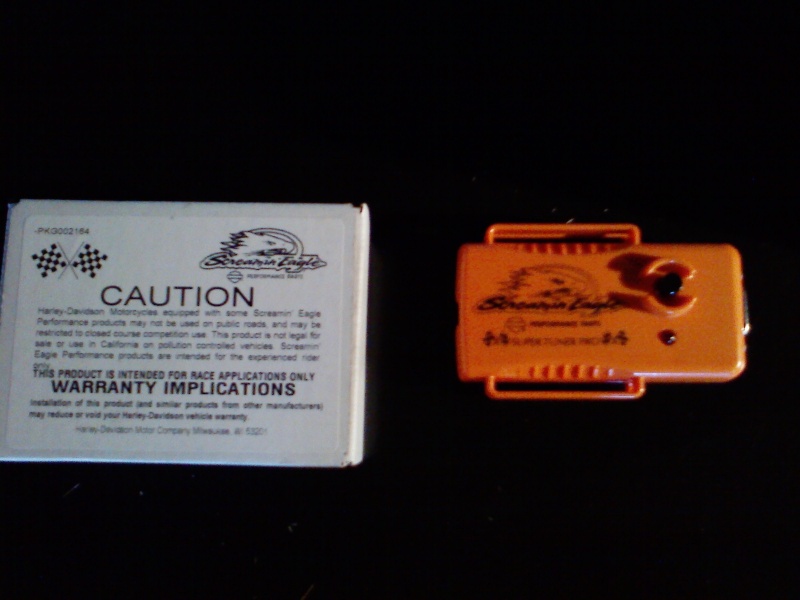 -PKG002164
Screamin' Eagle
PERFORMANCE PARTS
CAUTION
Harley-Davidson Motorcycles equipped with some Screamin' Eagle
Performance products may not be used on public roads, and may be
restricted to closed course competition use. This product is not legal for
sale or use in California on pollution controlled vehicles. Screamin'
Eagle Performance products are intended for the experienced rider
only.
THIS PRODUCT IS INTENDED FOR RACE APPLICATIONS ONLY
WARRANTY IMPLICATIONS
Installation of this product (and similar products from other manufacturers)
may reduce or void your Harley-Davidson vehicle warranty.
Harley-Davidson Motor Company Milwaukee, WI 53201
Screamin' Eagle
PERFORMANCE PARTS
SUPER TUNER PRO